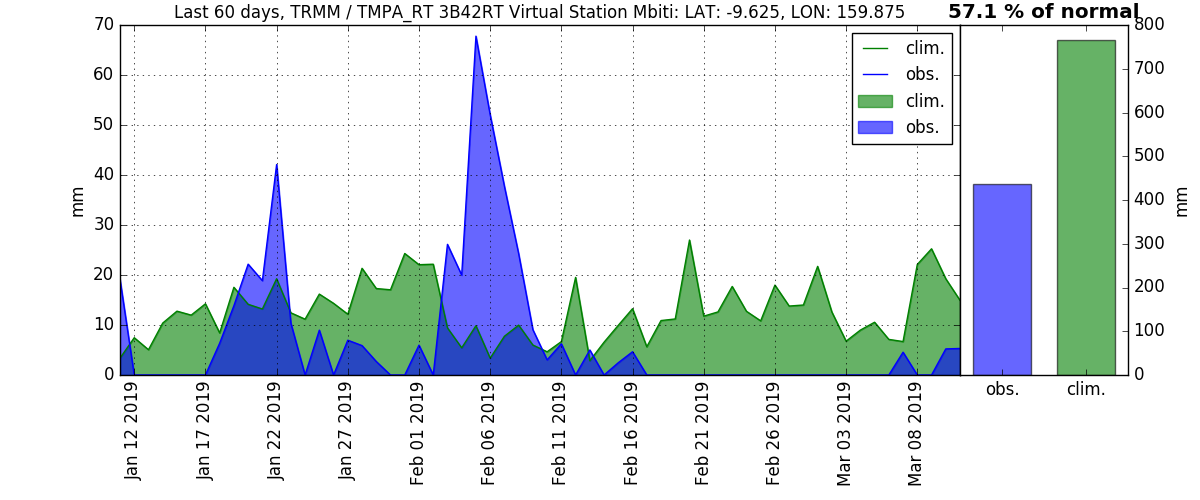 Last 60 days, TRMM / TMPA_RT 3B42RT Virtual Station Mbiti: LAT: -9.625, LON: 159.875
57.1 % of normal
70
60
50
40
30
20
10
0
mm
clim.
obs.
clim.
obs.
Jan 12 2019
Jan 17 2019
Jan 22 2019
Jan 27 2019
Feb 01 2019
Feb 06 2019
Feb 11 2019
Feb 16 2019
Feb 21 2019
Feb 26 2019
Mar 03 2019
Mar 08 2019
800
700
600
500
400
300
200
100
0
mm
obs.
clim.